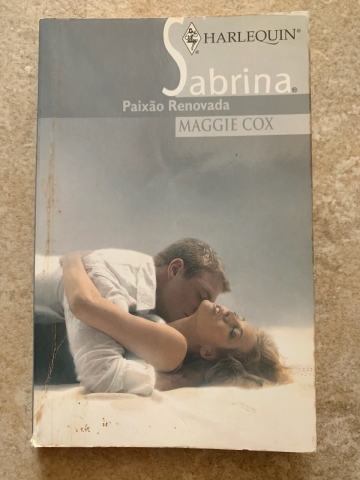 HARLEQUIN®
Sabrina®
Paixão Renovada
MAGGIE COX